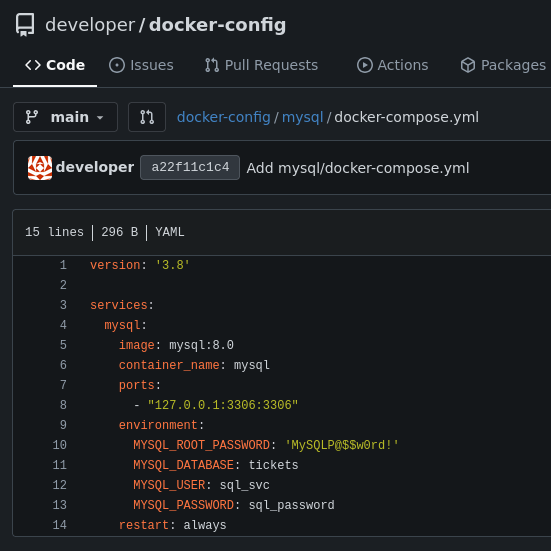 developer/docker-config
Code Issues Pull Requests Actions Packages
main docker-config/mysql/docker-compose.yml
developer a22f11c1c4 Add mysql/docker-compose.yml
15 lines | 296 B | YAML
1 version: '3.8'
2
3 services:
4   mysql:
5     image: mysql:8.0
6     container_name: mysql
7     ports:
8       - "127.0.0.1:3306:3306"
9     environment:
10       MYSQL_ROOT_PASSWORD: 'MySQLP@$$w0rd!'
11       MYSQL_DATABASE: tickets
12       MYSQL_USER: sql_svc
13       MYSQL_PASSWORD: sql_password
14     restart: always